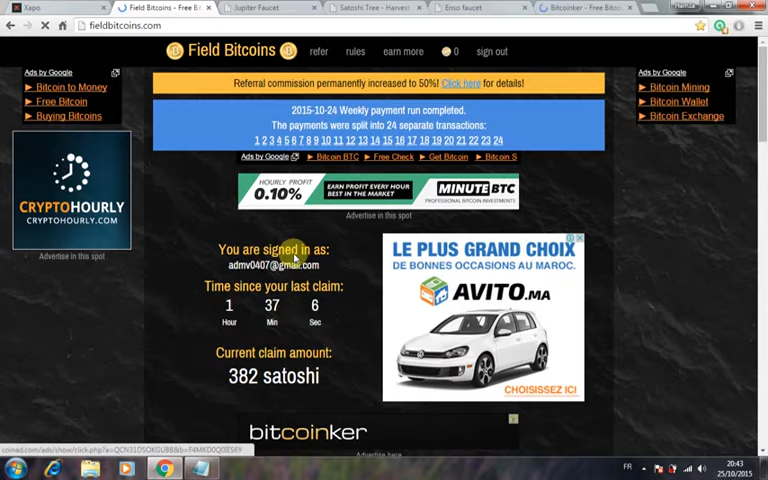 Xapo
Field Bitcoins - Free B
Jupiter Faucet
Satoshi Tree - Harvest
Enso faucet
Bitcoinker - Free Bitco
Hamza
fieldbitcoins.com
Field Bitcoins
refer
rules
earn more
0
sign out
Ads by Google
Bitcoin to Money
Free Bitcoin
Buying Bitcoins
Referral commission permanently increased to 50%! Click here for details!
2015-10-24 Weekly payment run completed.
The payments were split into 24 separate transactions:
1 2 3 4 5 6 7 8 9 10 11 12 13 14 15 16 17 18 19 20 21 22 23 24
Ads by Google
Bitcoin BTC
Free Check
Get Bitcoin
Bitcoin S
Ads by Google
Bitcoin Mining
Bitcoin Wallet
Bitcoin Exchange
HOURLY PROFIT
0.10%
EARN PROFIT EVERY HOUR
BEST IN THE MARKET
MINUTE BTC
PROFESSIONAL BITCOIN INVESTMENTS
Advertise in this spot
CRYPTOHOURLY
CRYPTOHOURLY.COM
Advertise in this spot
You are signed in as:
admv0407@gmail.com
Time since your last claim:
1 37 6
Hour Min Sec
Current claim amount:
382 satoshi
LE PLUS GRAND CHOIX
DE BONNES OCCASIONS AU MAROC.
AVITO.MA
CHOISISSEZ ICI
bitcoinker
Advertise here
FR
20:43
25/10/2015